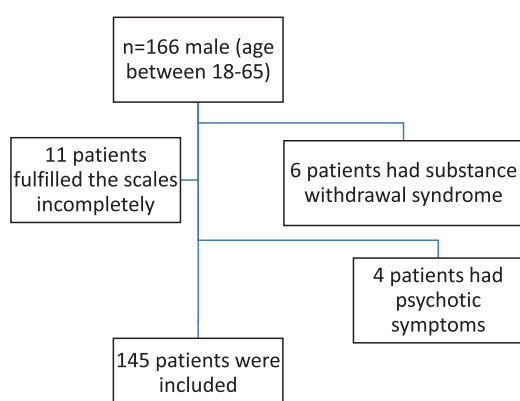 n=166 male (age
between 18-65)
11 patients
fulfilled the scales
incompletely
6 patients had substance
withdrawal syndrome
4 patients had
psychotic
symptoms
145 patients were
included